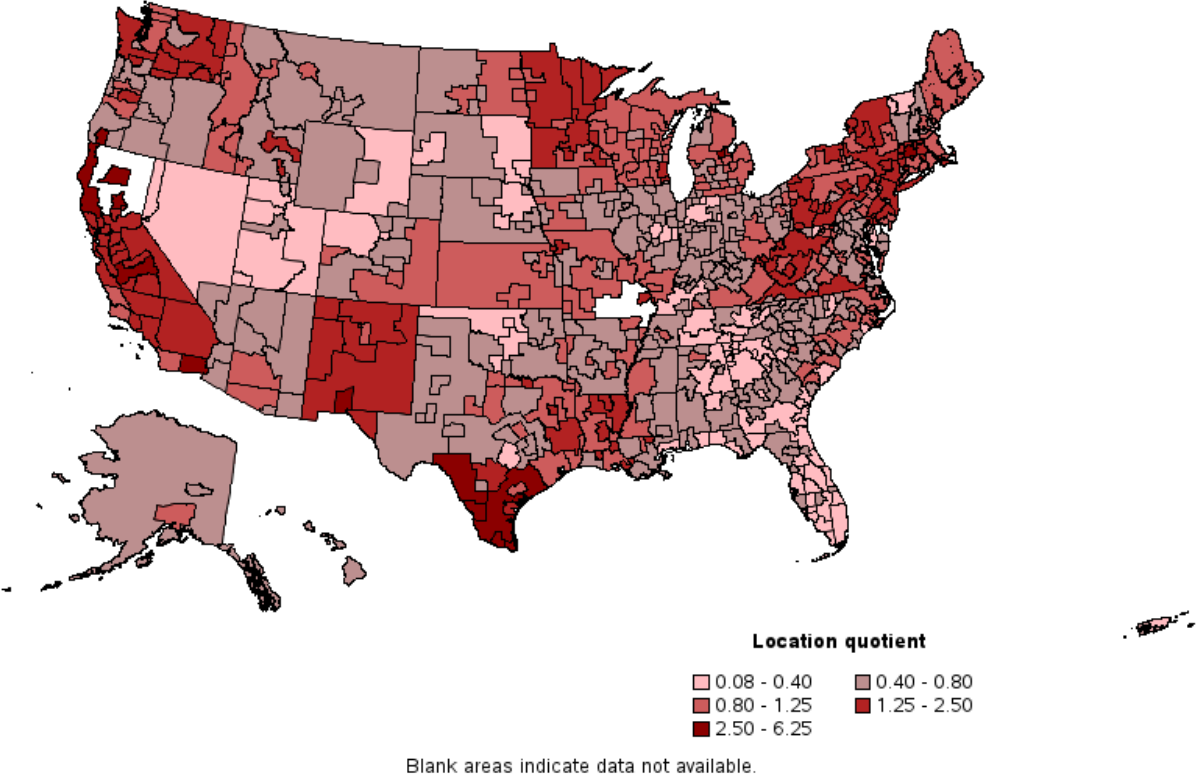 Location quotient
0.08 - 0.40 0.40 - 0.80
0.80 - 1.25 1.25 - 2.50
2.50 - 6.25
Blank areas indicate data not available.